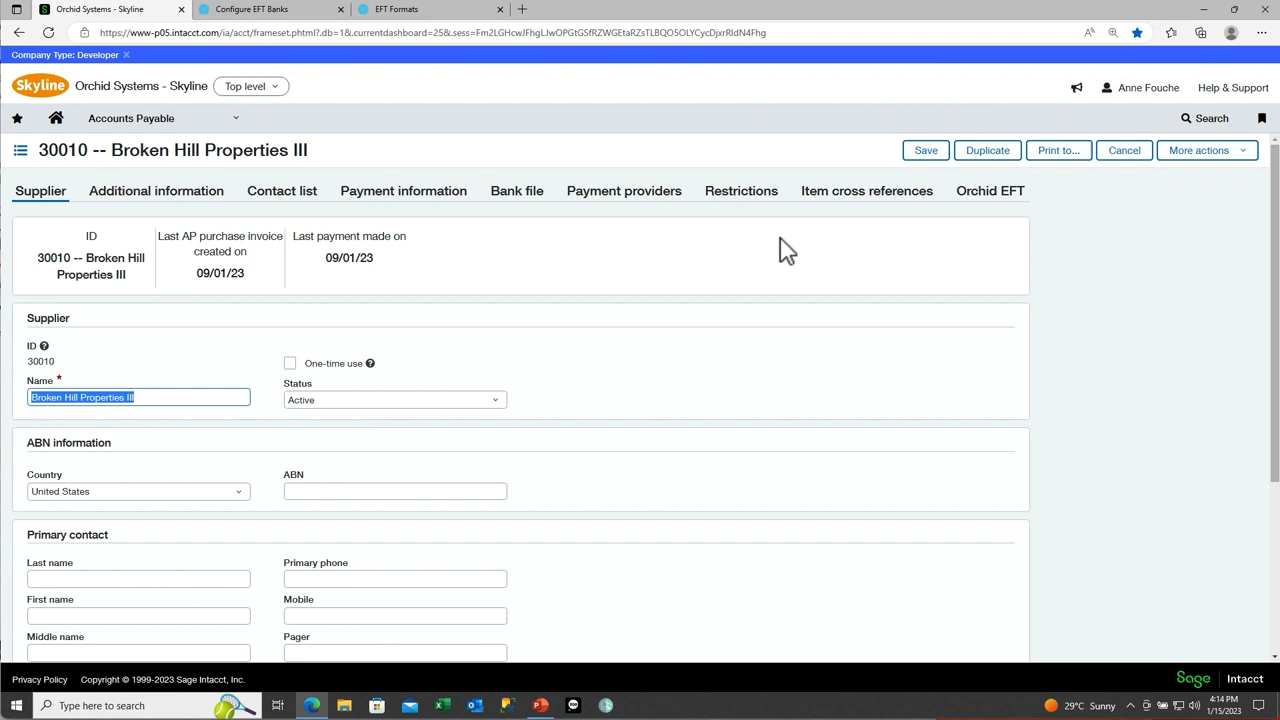 Orchid Systems - Skyline
Configure EFT Banks
EFT Formats
https://www-p05.intacct.com/ia/acct/frameset.phtml?.db=1&currentdashboard=25&sess=Fm2LGHcwJFhgLJwOPGtGSfRZWGEtaRZsTLBQO5OLYCycDjxrRldN4Fhg
Company Type: Developer
Skyline Orchid Systems - Skyline Top level
Anne Fouche Help & Support
Accounts Payable Search
30010 -- Broken Hill Properties III
Save Duplicate Print to... Cancel More actions
Supplier Additional information Contact list Payment information Bank file Payment providers Restrictions Item cross references Orchid EFT
ID
30010 -- Broken Hill
Properties III
Last AP purchase invoice
created on
09/01/23
Last payment made on
09/01/23
Supplier
ID
30010
One-time use
Name *
Broken Hill Properties III
Status
Active
ABN information
Country
United States
ABN
Primary contact
Last name Primary phone
First name Mobile
Middle name Pager
Privacy Policy Copyright © 1999-2023 Sage Intacct, Inc. Sage Intacct
Type here to search
29°C Sunny
4:14 PM
1/15/2023